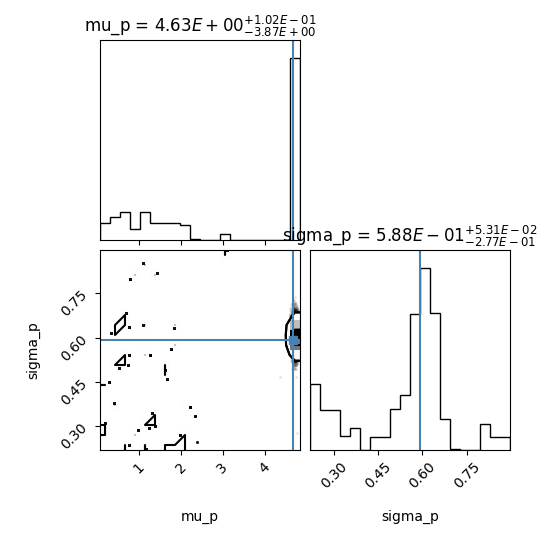 mu_p = 4.63E+00^{+1.02E−01}_{−3.87E+00}
sigma_p = 5.88E−01^{+5.31E−02}_{−2.77E−01}
sigma_p
0.75
0.60
0.45
0.30
1 2 3 4
0.30 0.45 0.60 0.75
mu_p
sigma_p